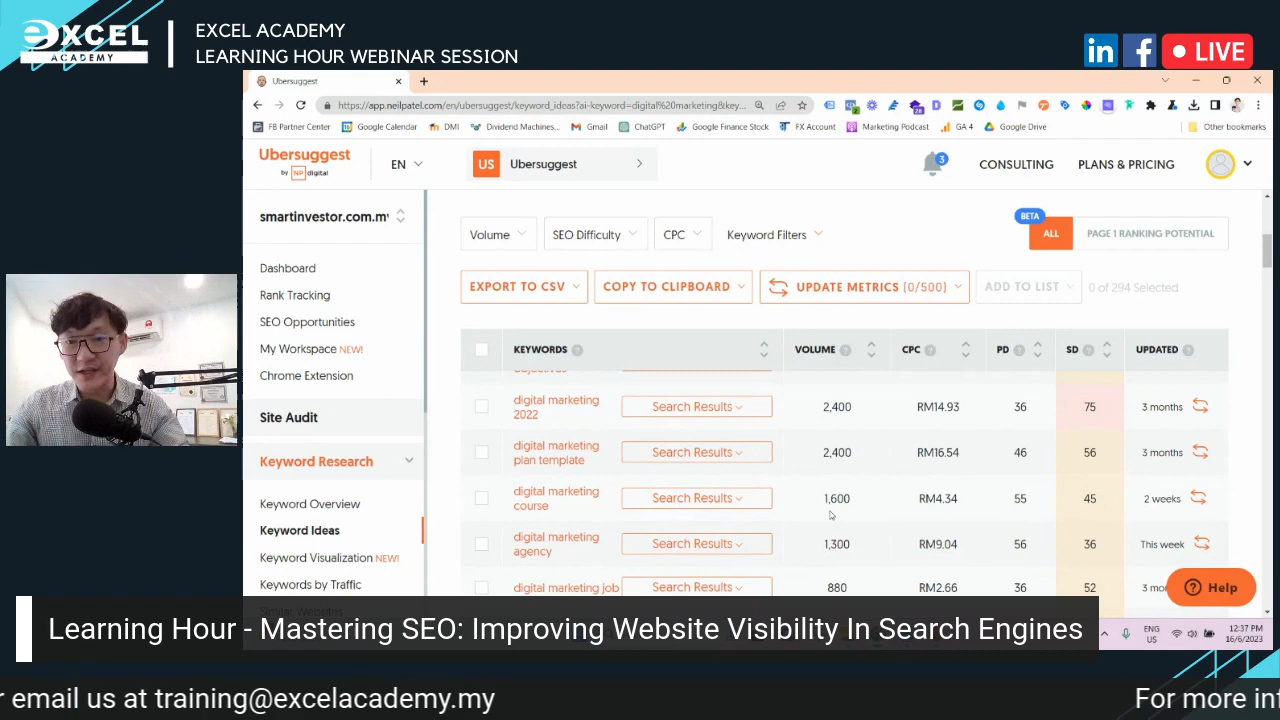 EXCEL
ACADEMY
EXCEL ACADEMY
LEARNING HOUR WEBINAR SESSION
in
f
LIVE
Ubersuggest
https://app.neilpatel.com/en/ubersuggest/keyword_ideas?ai-keyword=digital%20marketing&key...
FB Partner Center
Google Calendar
DMI
Dividend Machines...
Gmail
ChatGPT
Google Finance Stock
FX Account
Marketing Podcast
GA 4
Google Drive
Other bookmarks
Ubersuggest
by NP digital
EN
US
Ubersuggest
3
CONSULTING
PLANS & PRICING
smartinvestor.com.m
Dashboard
Rank Tracking
SEO Opportunities
My Workspace NEW!
Chrome Extension
Site Audit
Keyword Research
Keyword Overview
Keyword Ideas
Keyword Visualization NEW!
Keywords by Traffic
Similar Websites
Volume
SEO Difficulty
CPC
Keyword Filters
BETA
ALL
PAGE 1 RANKING POTENTIAL
EXPORT TO CSV
COPY TO CLIPBOARD
UPDATE METRICS (0/500)
ADD TO LIST
0 of 294 Selected
KEYWORDS VOLUME CPC PD SD UPDATED
objectives
digital marketing 2022 Search Results 2,400 RM14.93 36 75 3 months
digital marketing plan template Search Results 2,400 RM16.54 46 56 3 months
digital marketing course Search Results 1,600 RM4.34 55 45 2 weeks
digital marketing agency Search Results 1,300 RM9.04 56 36 This week
digital marketing job Search Results 880 RM2.66 36 52 3 mo
Help
Learning Hour - Mastering SEO: Improving Website Visibility In Search Engines
ENG
US
12:37 PM
16/6/2023
r email us at training@excelacademy.my
For more in